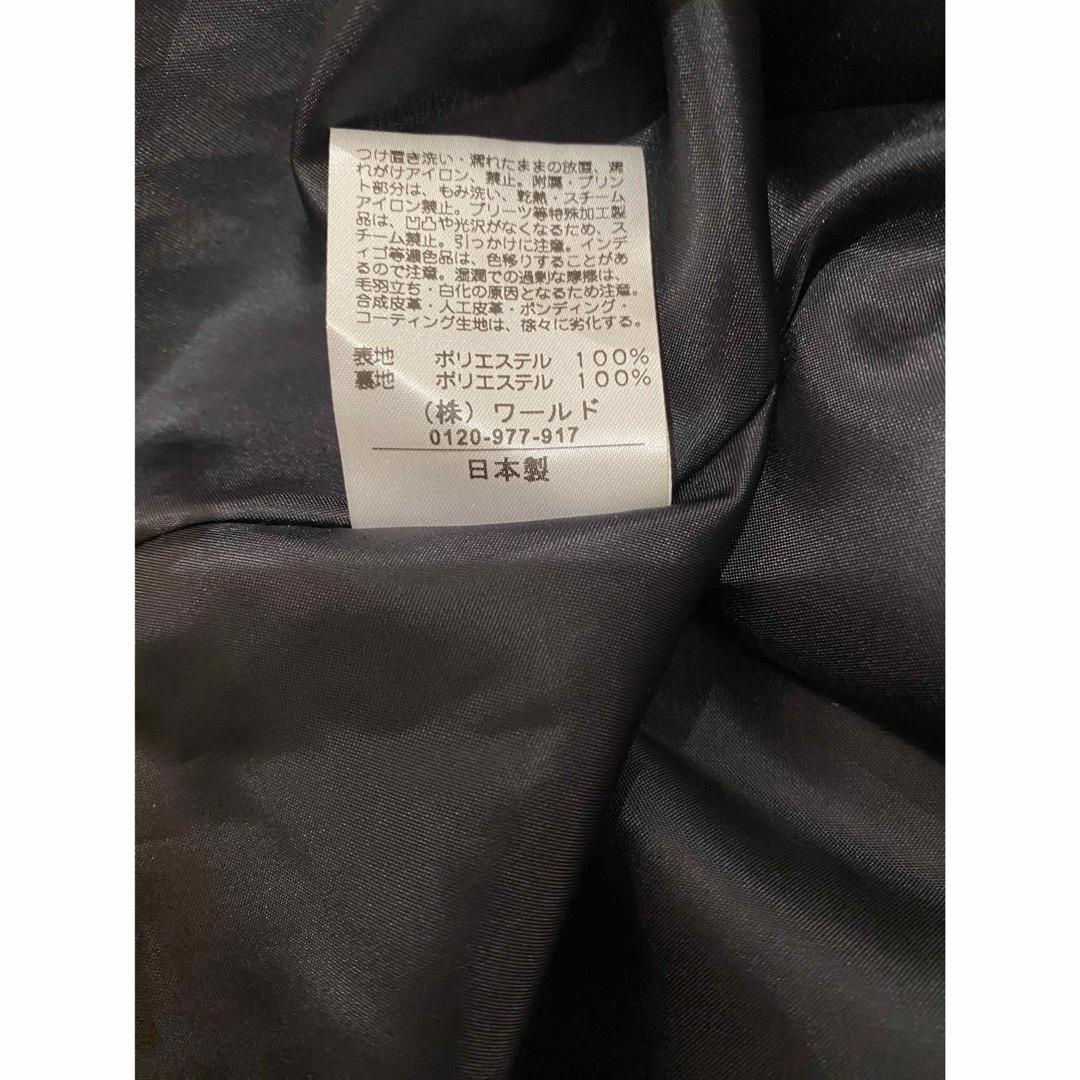 つけ置き洗い・濡れたままの放置、濡
れがけアイロン、禁止。附属・プリン
ト部分は、もみ洗い、乾熱・スチーム
アイロン禁止。プリーツ等特殊加工製
品は、凹凸や光沢がなくなるため、ス
チーム禁止。引っかけに注意。インデ
ィゴ等濃色品は、色移りすることがあ
るので注意。湿潤での過剰な摩擦は、
毛羽立ち・白化の原因となるため注意。
合成皮革・人工皮革・ボンディング・
コーティング生地は、徐々に劣化する。
表地 ポリエステル 100%
裏地 ポリエステル 100%
(株)ワールド
0120-977-917
日本製